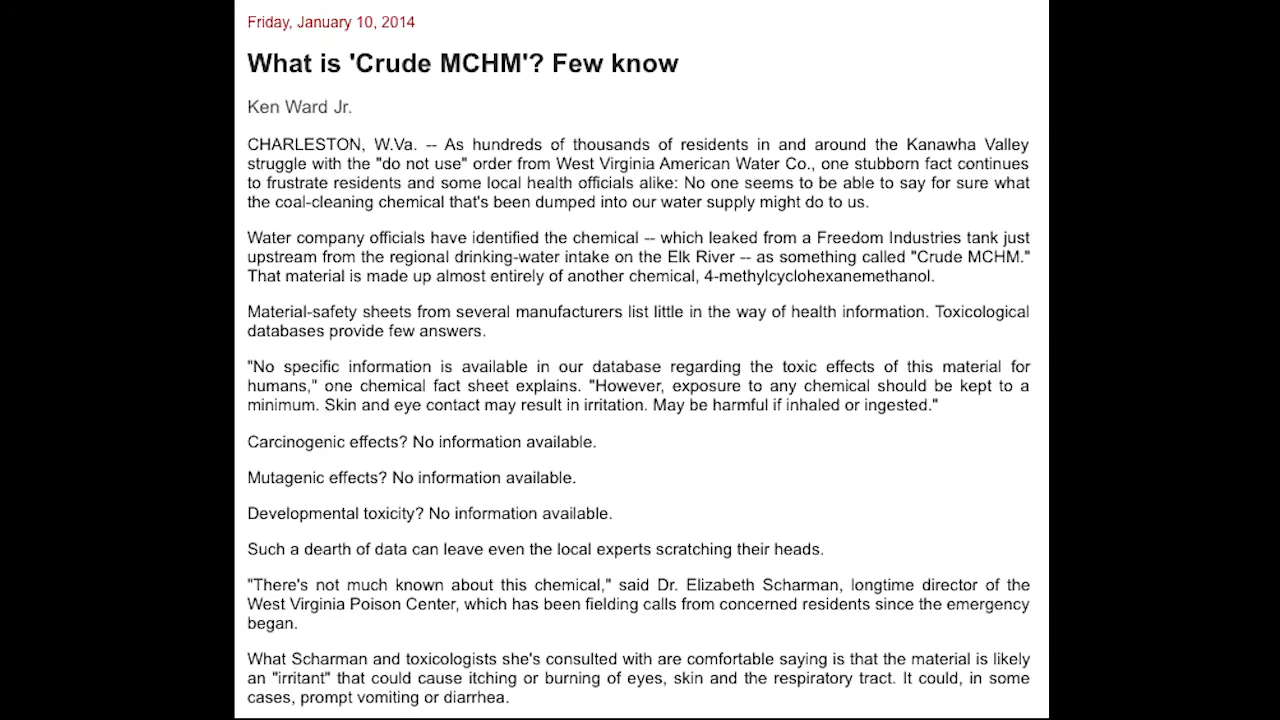 Friday, January 10, 2014
What is 'Crude MCHM'? Few know
Ken Ward Jr.
CHARLESTON, W.Va. -- As hundreds of thousands of residents in and around the Kanawha Valley
struggle with the "do not use" order from West Virginia American Water Co., one stubborn fact continues
to frustrate residents and some local health officials alike: No one seems to be able to say for sure what
the coal-cleaning chemical that's been dumped into our water supply might do to us.
Water company officials have identified the chemical -- which leaked from a Freedom Industries tank just
upstream from the regional drinking-water intake on the Elk River -- as something called "Crude MCHM."
That material is made up almost entirely of another chemical, 4-methylcyclohexanemethanol.
Material-safety sheets from several manufacturers list little in the way of health information. Toxicological
databases provide few answers.
"No specific information is available in our database regarding the toxic effects of this material for
humans," one chemical fact sheet explains. "However, exposure to any chemical should be kept to a
minimum. Skin and eye contact may result in irritation. May be harmful if inhaled or ingested."
Carcinogenic effects? No information available.
Mutagenic effects? No information available.
Developmental toxicity? No information available.
Such a dearth of data can leave even the local experts scratching their heads.
"There's not much known about this chemical," said Dr. Elizabeth Scharman, longtime director of the
West Virginia Poison Center, which has been fielding calls from concerned residents since the emergency
began.
What Scharman and toxicologists she's consulted with are comfortable saying is that the material is likely
an "irritant" that could cause itching or burning of eyes, skin and the respiratory tract. It could, in some
cases, prompt vomiting or diarrhea.